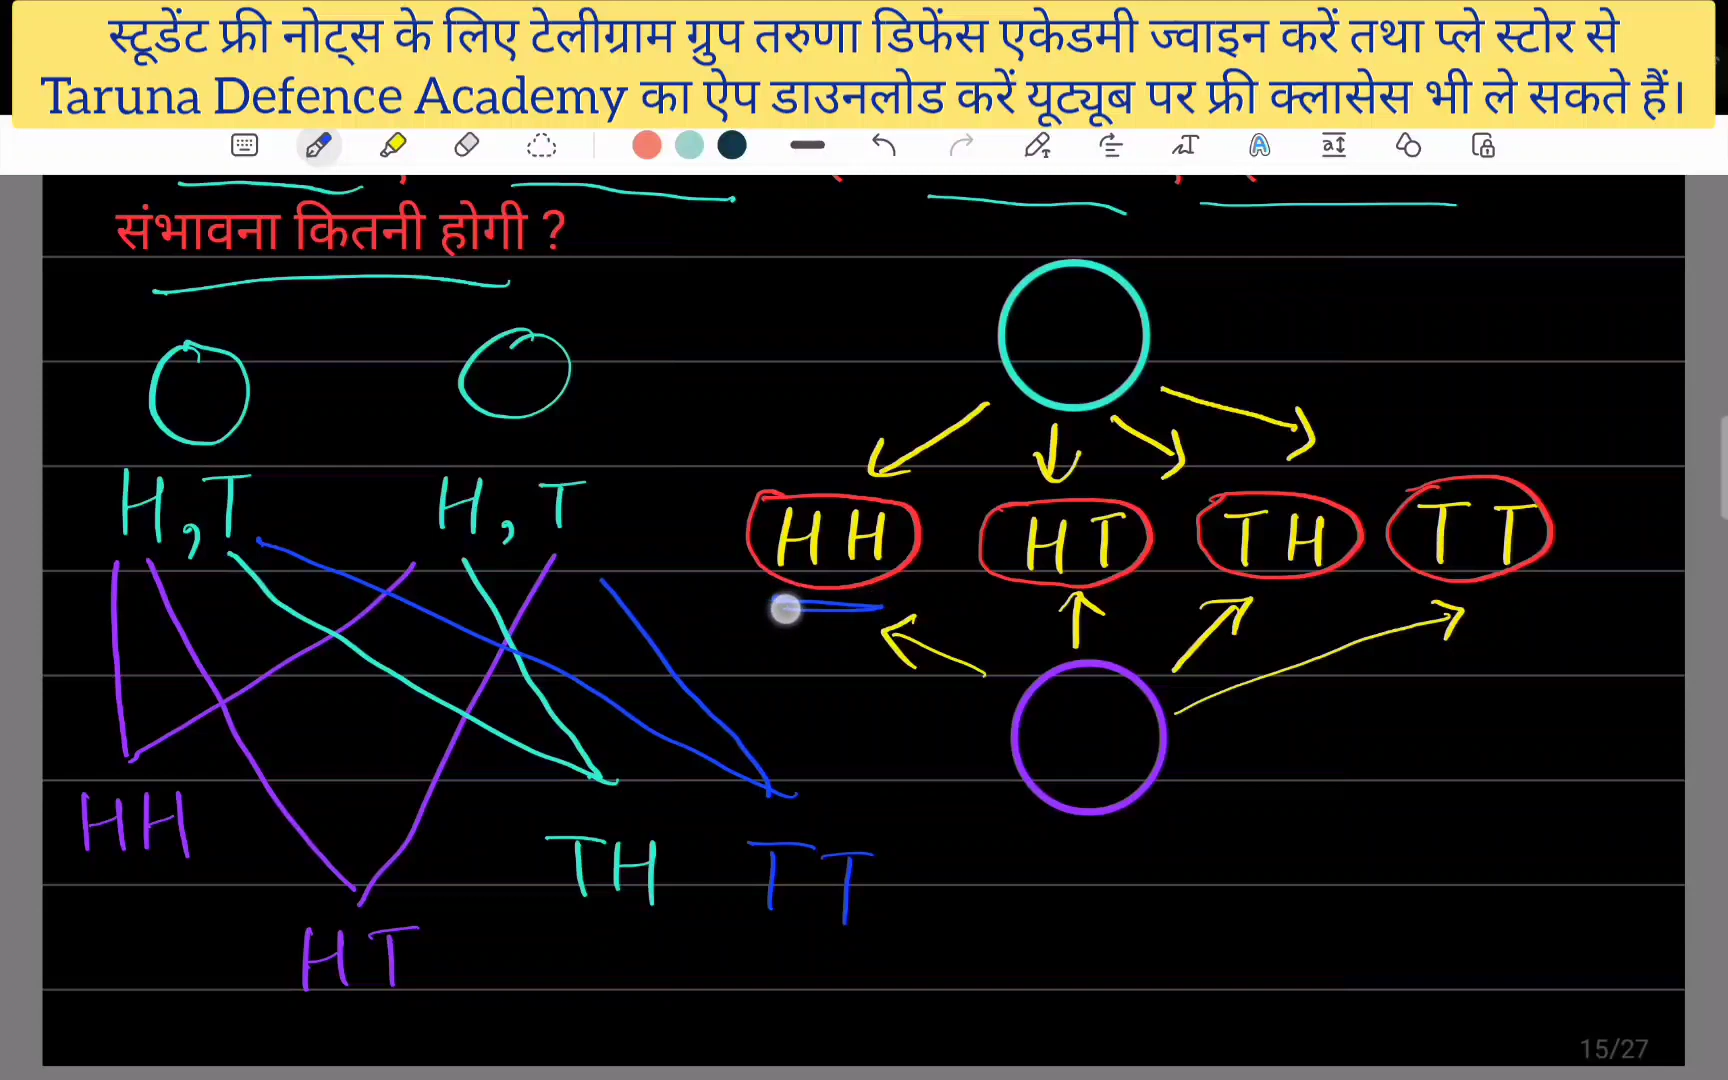 स्टूडेंट फ्री नोट्स के लिए टेलीग्राम ग्रुप तरुणा डिफेंस एकेडमी ज्वाइन करें तथा प्ले स्टोर से
Taruna Defence Academy का ऐप डाउनलोड करें यूट्यूब पर फ्री क्लासेस भी ले सकते हैं।
संभावना कितनी होगी ?
H,T H,T
HH HT TH TT
HH TH TT
HT
15/27